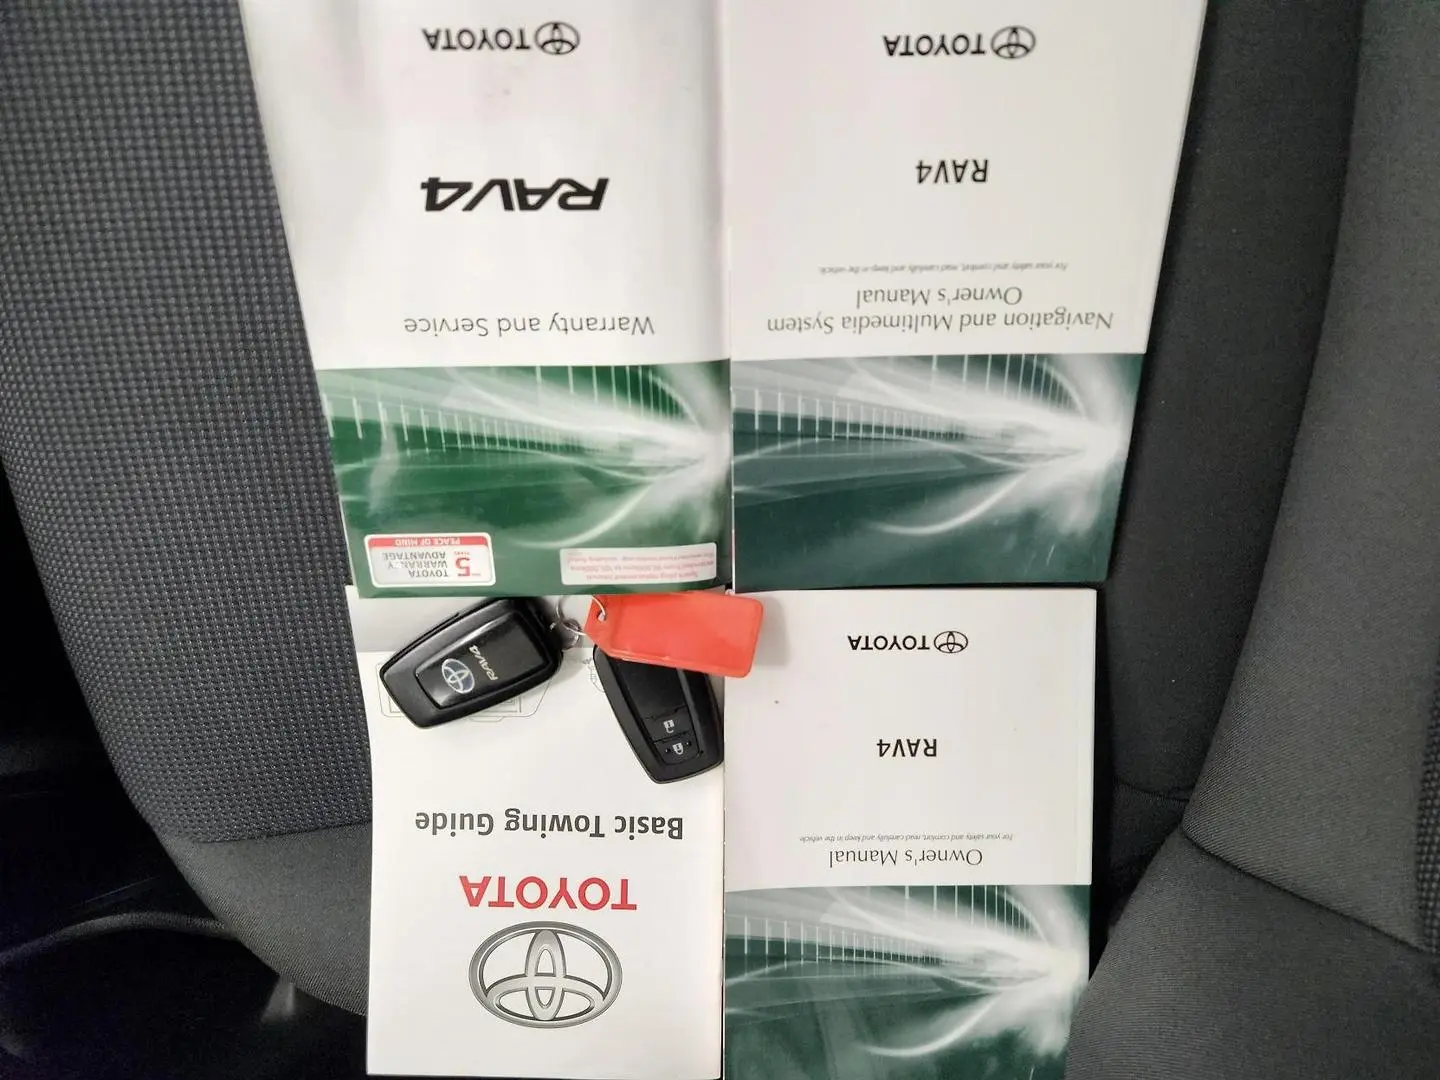 TOYOTA
RAV4
Warranty and Service
TOYOTA
5 YEARS
WARRANTY
ADVANTAGE
PEACE OF MIND
TOYOTA
RAV4
For your safety and comfort, read carefully and keep in the vehicle.
Navigation and Multimedia System
Owner's Manual
RAV4
Basic Towing Guide
TOYOTA
TOYOTA
RAV4
For your safety and comfort, read carefully and keep in the vehicle.
Owner's Manual